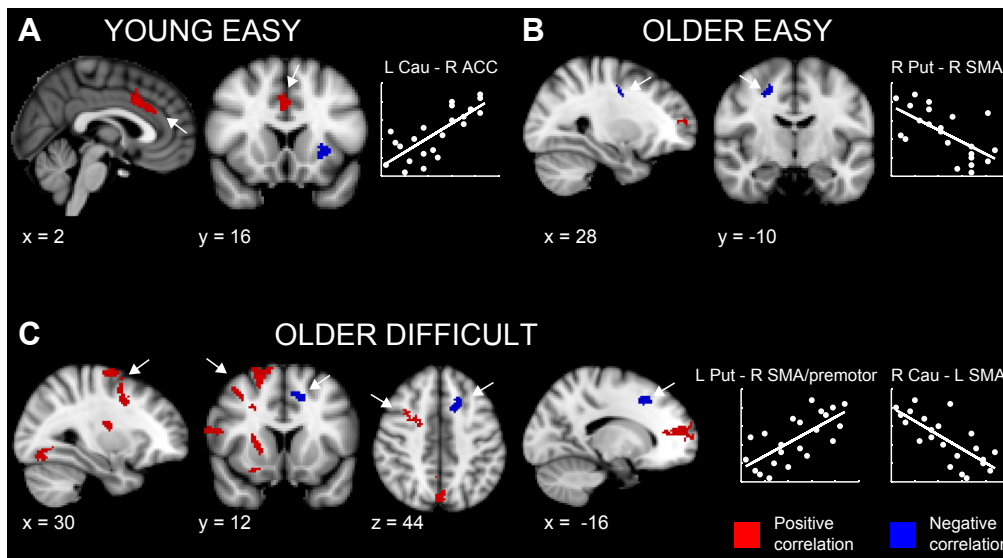 A
YOUNG EASY
L Cau - R ACC
x = 2
y = 16
B
OLDER EASY
R Put - R SMA
x = 28
y = -10
C
OLDER DIFFICULT
L Put - R SMA/premotor
R Cau - L SMA
x = 30
y = 12
z = 44
x = -16
Positive
correlation
Negative
correlation